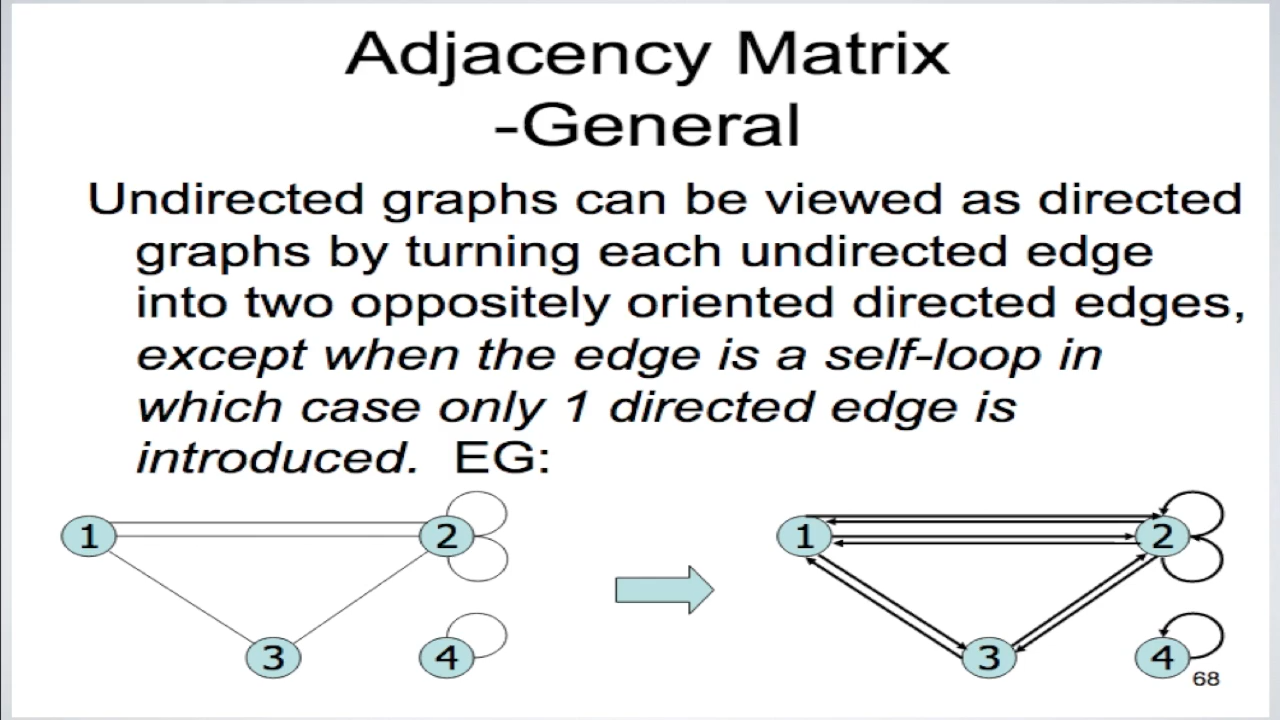 Adjacency Matrix
-General
Undirected graphs can be viewed as directed
graphs by turning each undirected edge
into two oppositely oriented directed edges,
except when the edge is a self-loop in
which case only 1 directed edge is
introduced. EG:
1 2 1 2
3 4 3 4
68